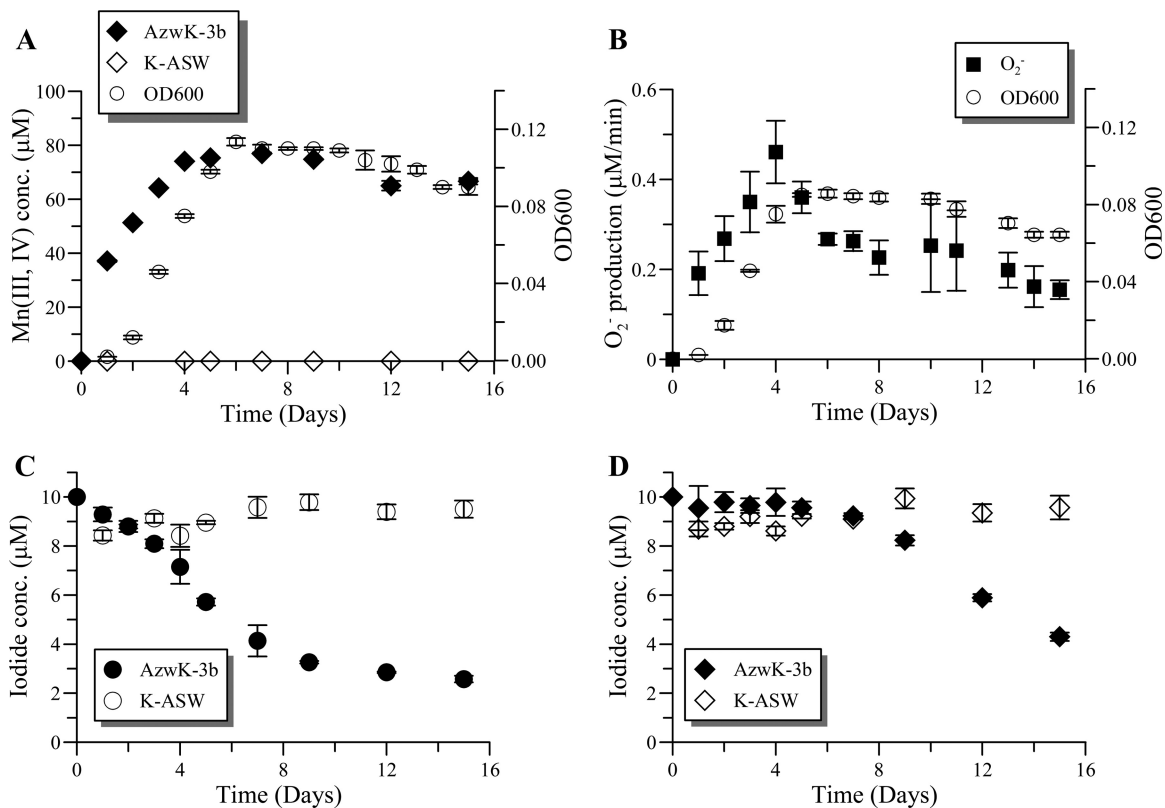 A
AzwK-3b
K-ASW
OD600
100
80
60
40
20
0
Mn(III, IV) conc. (µM)
0.12
0.08
0.04
0.00
OD600
0 4 8 12 16
Time (Days)
B
O₂⁻
OD600
0.6
0.4
0.2
0
O₂⁻ production (µM/min)
0.12
0.08
0.04
0.00
OD600
0 4 8 12 16
Time (Days)
C
10
8
6
4
2
0
Iodide conc. (µM)
AzwK-3b
K-ASW
0 4 8 12 16
Time (Days)
D
10
8
6
4
2
0
Iodide conc. (µM)
AzwK-3b
K-ASW
0 4 8 12 16
Time (Days)